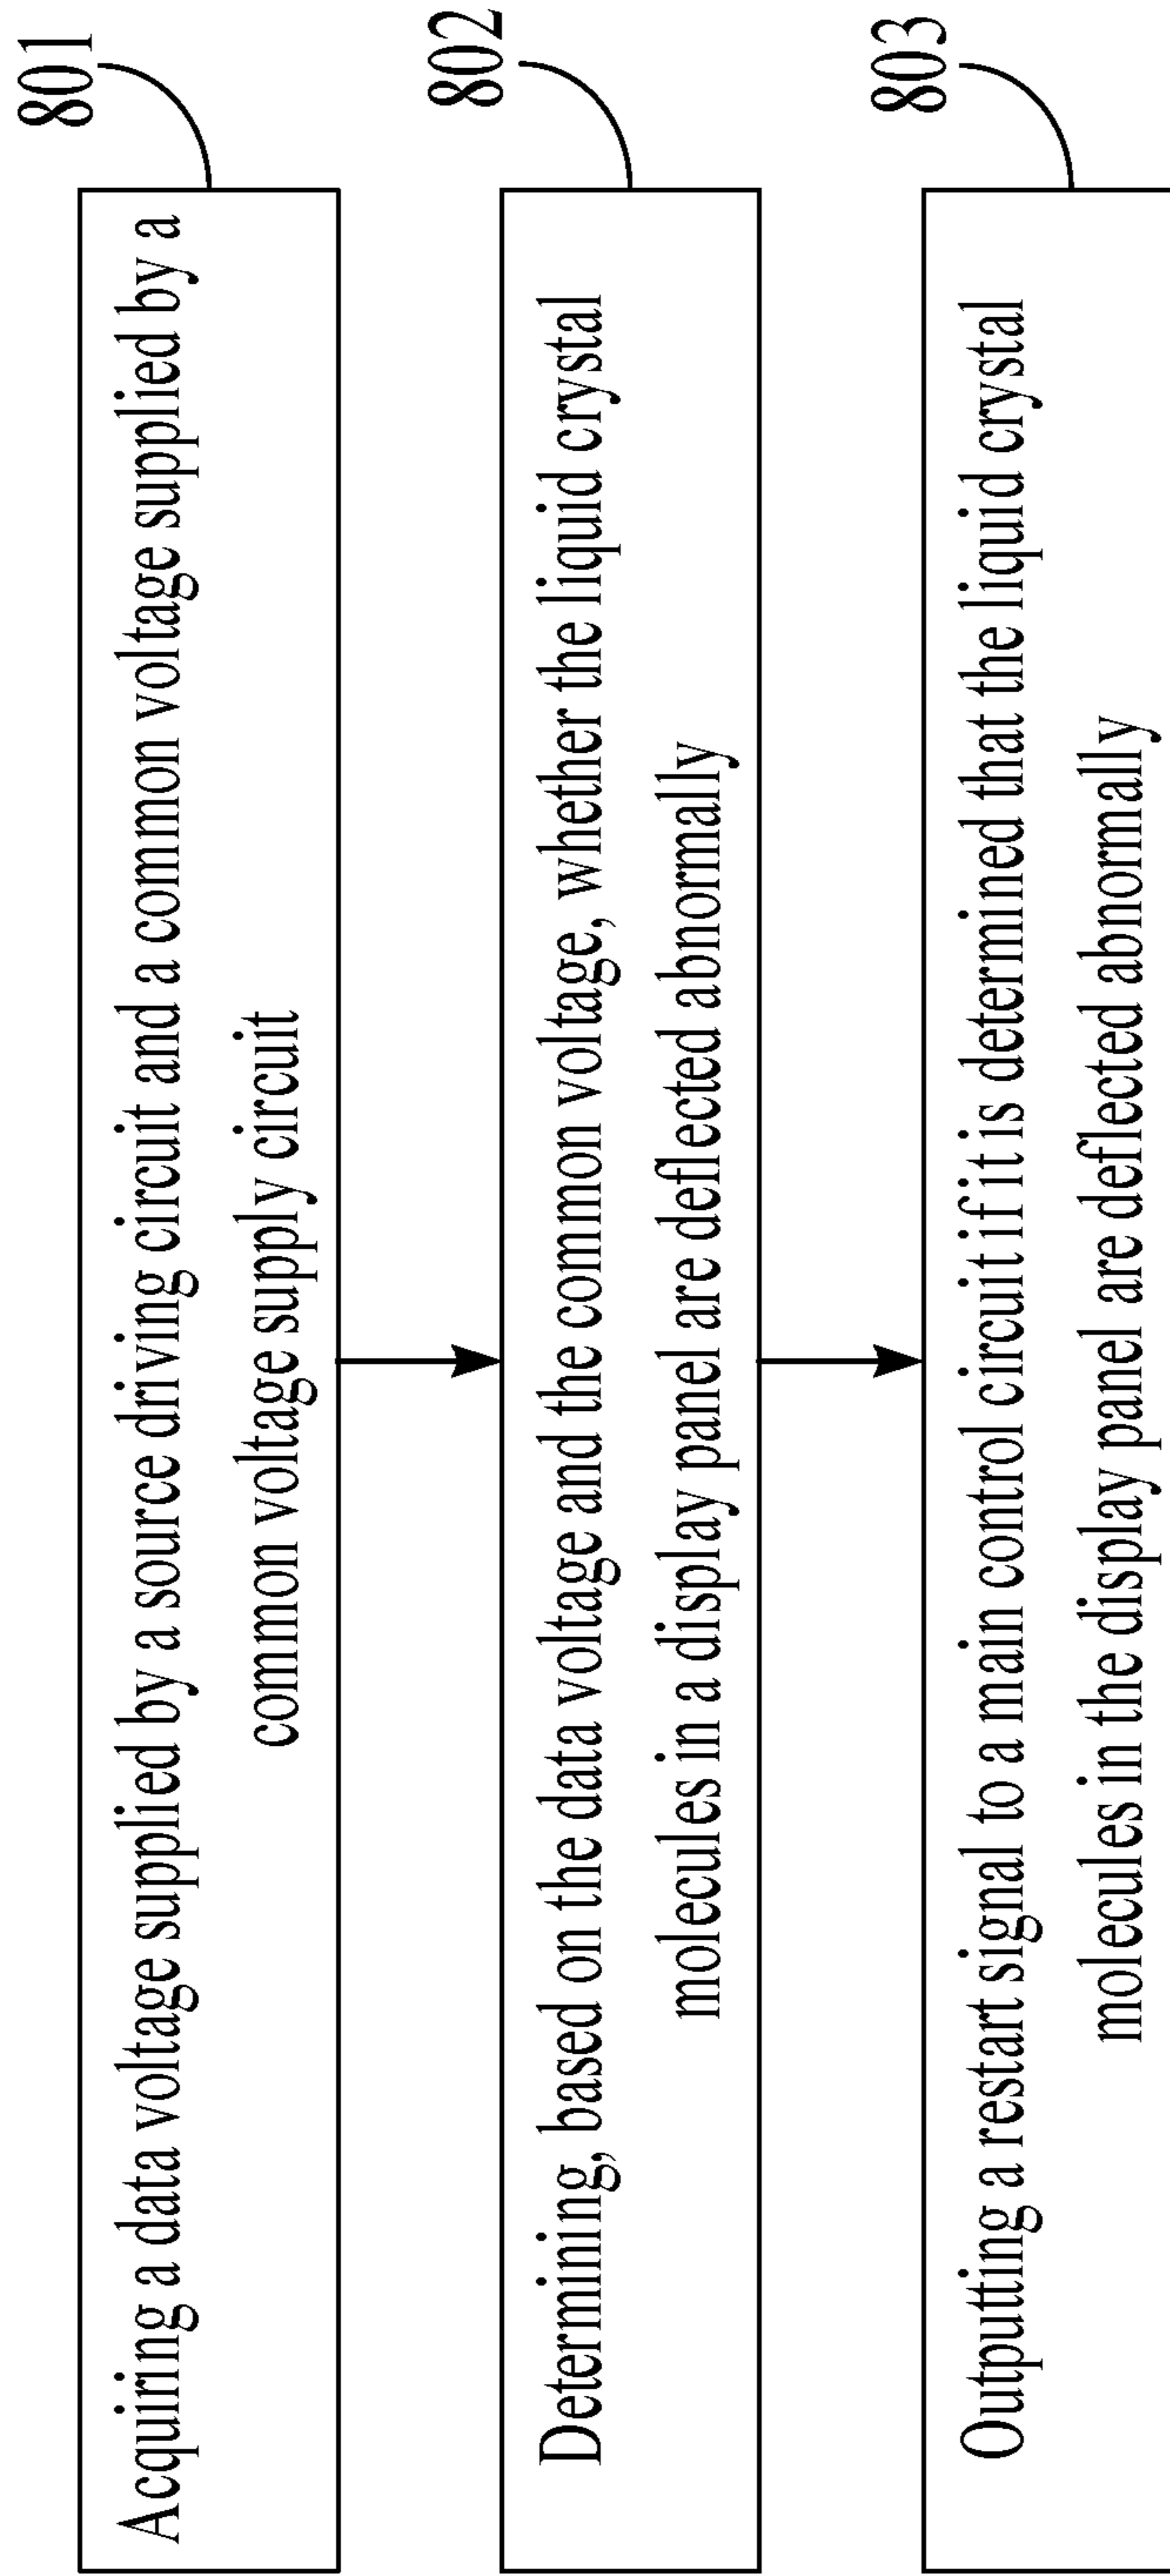 801
Acquiring a data voltage supplied by a source driving circuit and a common voltage supplied by a
common voltage supply circuit
802
Determining, based on the data voltage and the common voltage, whether the liquid crystal
molecules in a display panel are deflected abnormally
803
Outputting a restart signal to a main control circuit if it is determined that the liquid crystal
molecules in the display panel are deflected abnormally